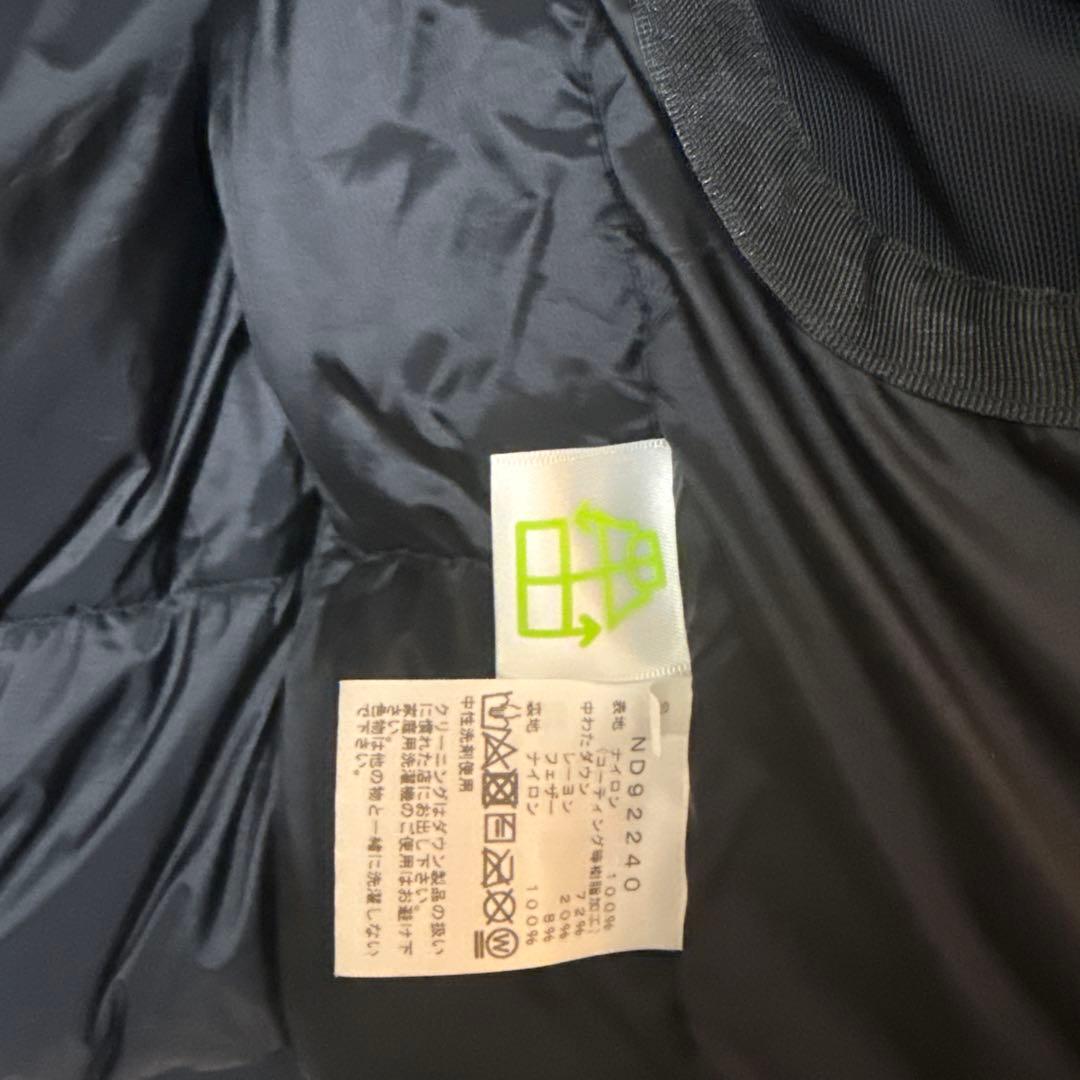 ND92240
表地 ナイロン 100%
(コーティング等樹脂加工)
中わたダウン 72%
レーヨン 20%
フェザー 8%
裏地 ナイロン 100%
W
中性洗剤使用
クリーニングはダウン製品の扱い
に慣れた店にお出し下さい。
家庭用洗濯機のご使用はお避け下
さい。
色物は他の物と一緒に洗濯しない
で下さい。